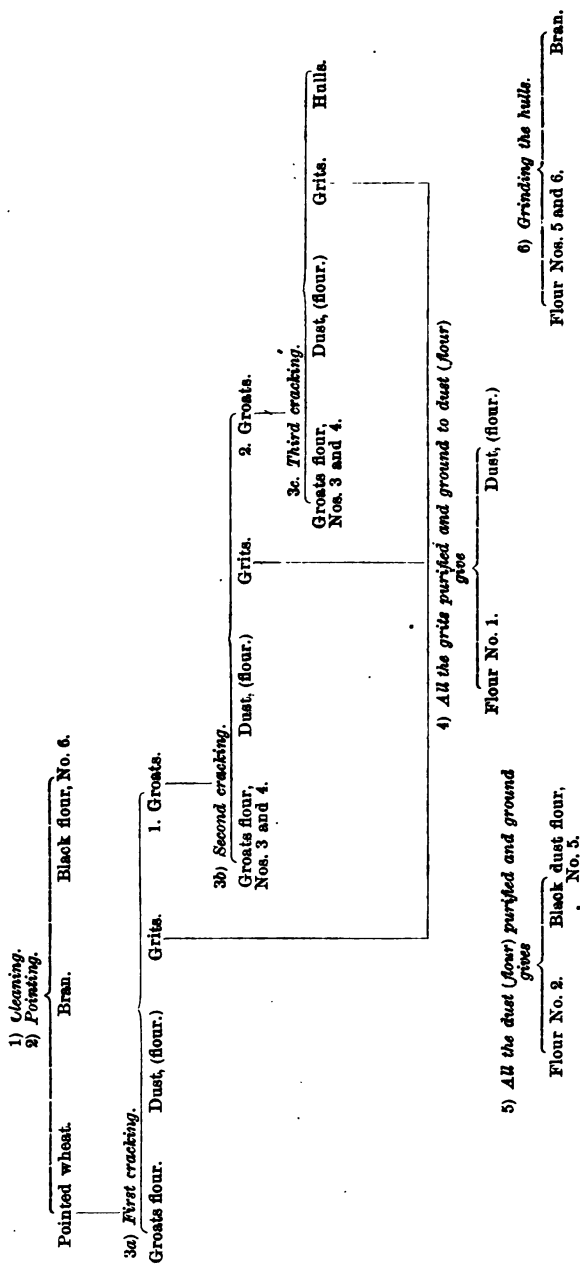 1) Cleaning.
2) Pointing.
Pointed wheat. Bran. Black flour, No. 6.
3a) First cracking.
Groats flour. Dust, (flour.) Grits. 1. Groats.
3b) Second cracking.
Groats flour,
Nos. 3 and 4.
Dust, (flour.) Grits. 2. Groats.
3c. Third cracking.
Groats flour,
Nos. 3 and 4.
Dust, (flour.) Grits. Hulls.
4) All the grits purified and ground to dust (flour)
give
Flour No. 1. Dust, (flour.)
5) All the dust (flour) purified and ground
gives
Flour No. 2. Black dust flour,
No. 5.
6) Grinding the hulls.
Flour Nos. 5 and 6. Bran.